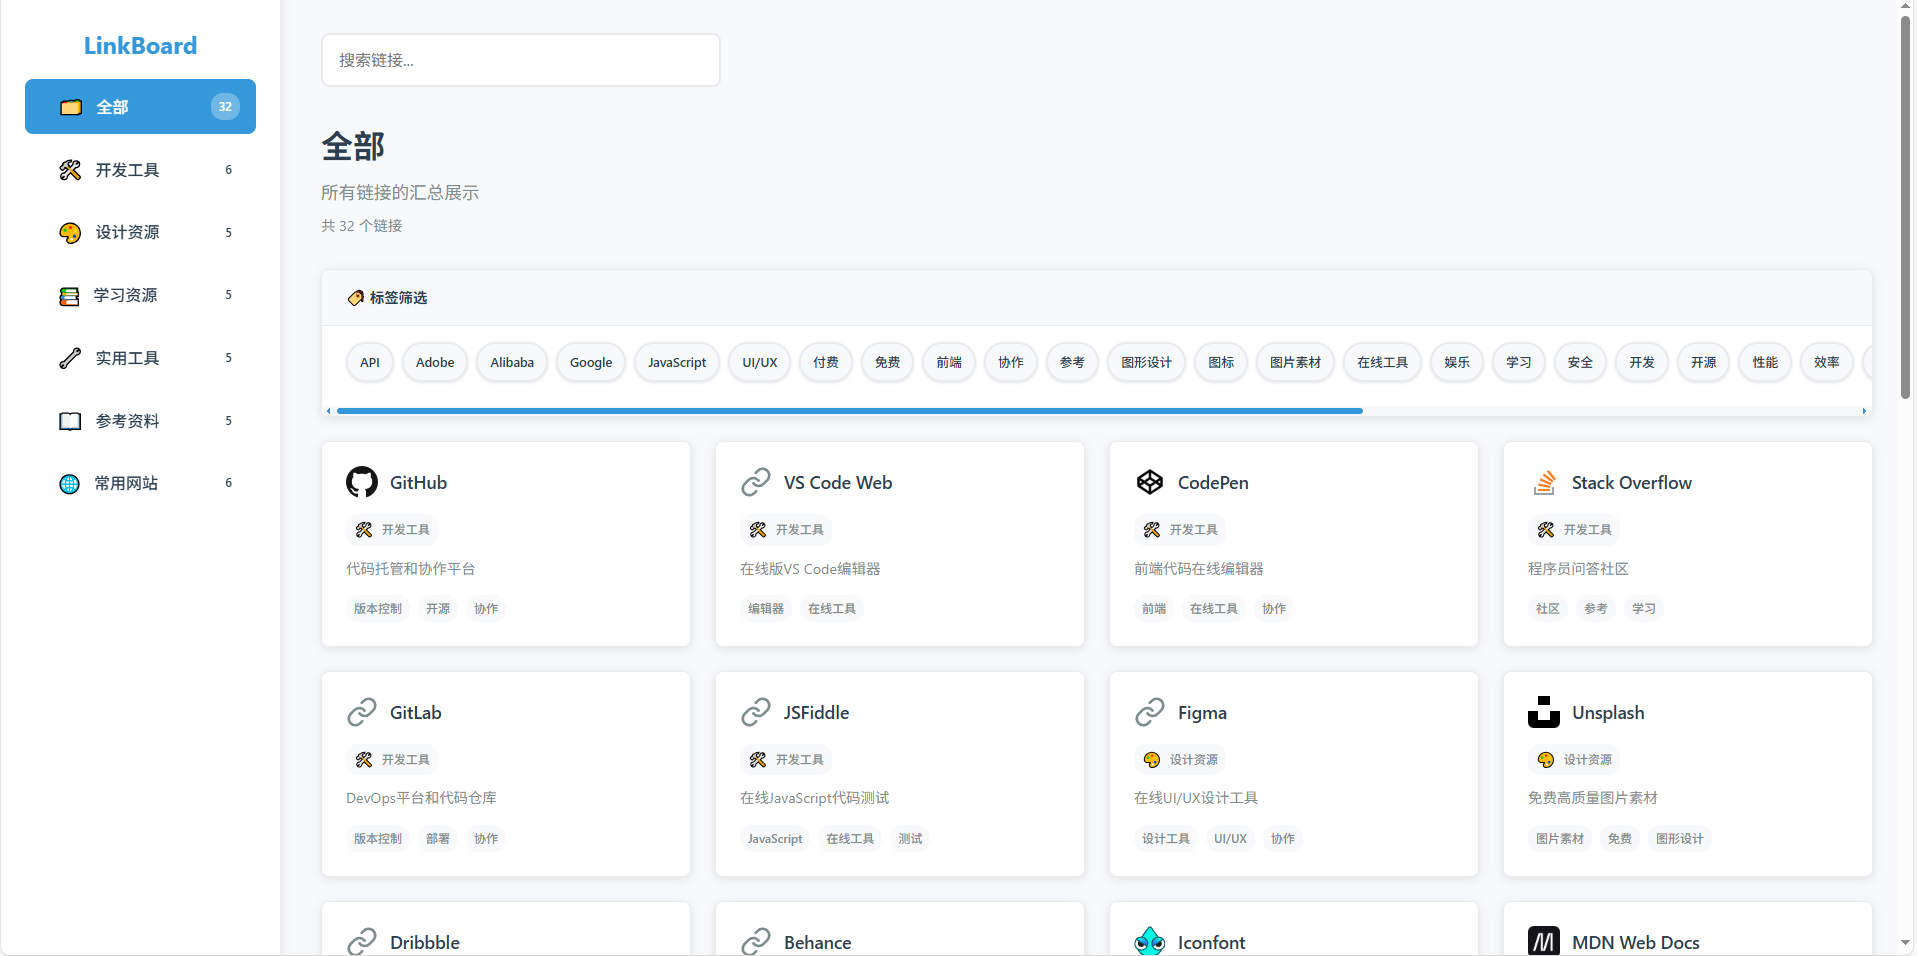 LinkBoard
全部 32
开发工具 6
设计资源 5
学习资源 5
实用工具 5
参考资料 5
常用网站 6
搜索链接...
全部
所有链接的汇总展示
共 32 个链接
标签筛选
API Adobe Alibaba Google JavaScript UI/UX 付费 免费 前端 协作 参考 图形设计 图标 图片素材 在线工具 娱乐 学习 安全 开发 开源 性能 效率
GitHub
开发工具
代码托管和协作平台
版本控制 开源 协作
VS Code Web
开发工具
在线版VS Code编辑器
编辑器 在线工具
CodePen
开发工具
前端代码在线编辑器
前端 在线工具 协作
Stack Overflow
开发工具
程序员问答社区
社区 参考 学习
GitLab
开发工具
DevOps平台和代码仓库
版本控制 部署 协作
JSFiddle
开发工具
在线JavaScript代码测试
JavaScript 在线工具 测试
Figma
设计资源
在线UI/UX设计工具
设计工具 UI/UX 协作
Unsplash
设计资源
免费高质量图片素材
图片素材 免费 图形设计
Dribbble
Behance
Iconfont
MDN Web Docs